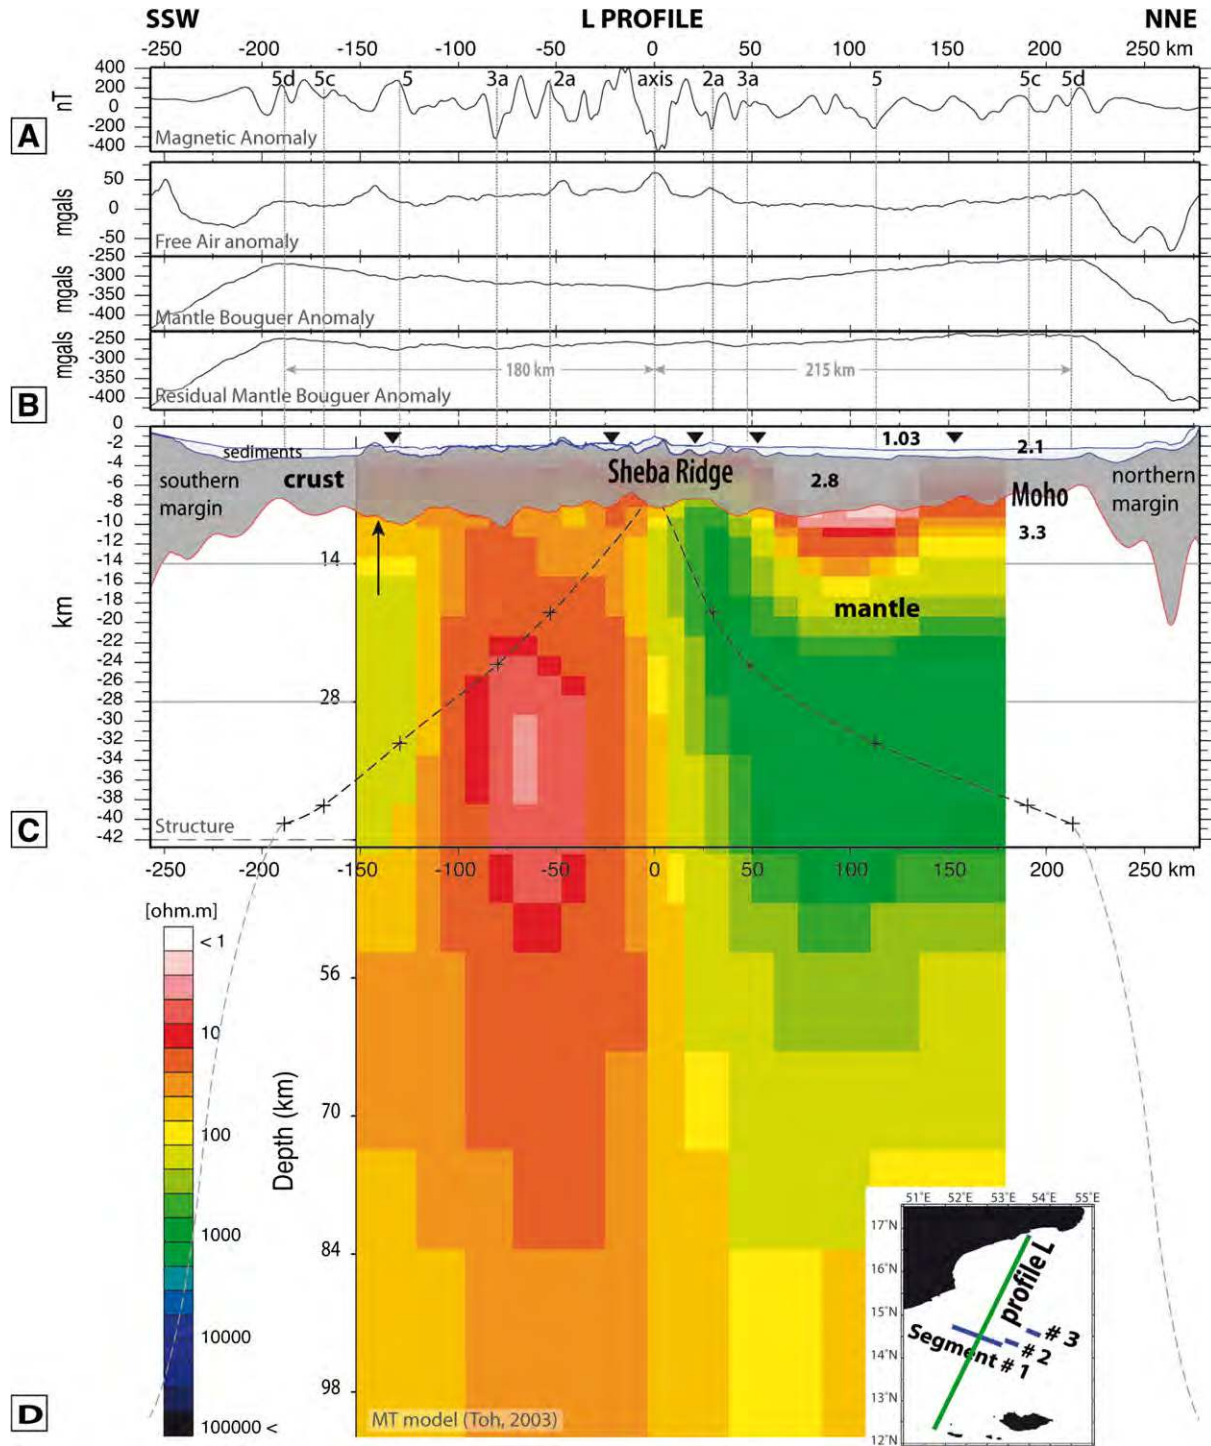 SSW L PROFILE NNE
-250 -200 -150 -100 -50 0 50 100 150 200 250 km
5d 5c 5 3a 2a axis 2a 3a 5 5c 5d
400
200
0
-200
-400
nT
A
Magnetic Anomaly
50
0
-50
mgals
Free Air anomaly
-250
-300
-350
-400
mgals
Mantle Bouguer Anomaly
-250
-300
-350
-400
mgals
180 km 215 km
Residual Mantle Bouguer Anomaly
B
0
-2
-4
-6
-8
-10
-12
-14
-16
-18
-20
-22
-24
-26
-28
-30
-32
-34
-36
-38
-40
-42
km
1.03
sediments 2.1
southern
margin
crust
Sheba Ridge
2.8
Moho
northern
margin
3.3
14
mantle
28
Structure
C
-250 -200 -150 -100 -50 0 50 100 150 200 250 km
[ohm.m]
< 1
10
100
1000
10000
100000 <
Depth (km)
56
70
84
98
MT model (Toh, 2003)
D
51°E 52°E 53°E 54°E 55°E
17°N
16°N
15°N
14°N
13°N
12°N
profile L
Segment # 1
# 2
# 3